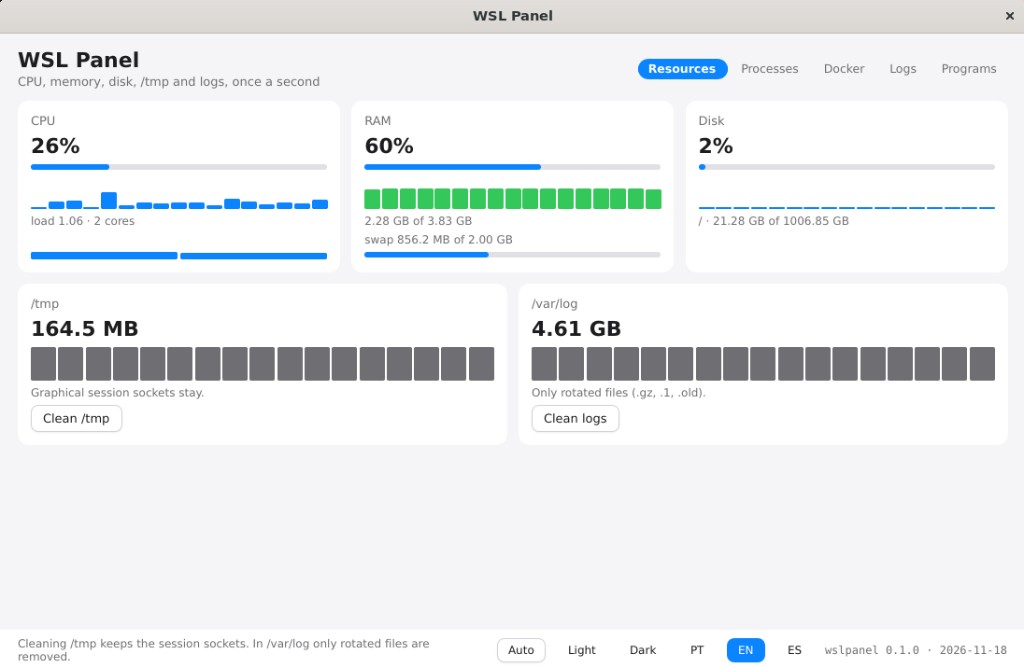 WSL Panel
×
WSL Panel
CPU, memory, disk, /tmp and logs, once a second
Resources
Processes
Docker
Logs
Programs
CPU
26%
load 1.06 · 2 cores
RAM
60%
2.28 GB of 3.83 GB
swap 856.2 MB of 2.00 GB
Disk
2%
/ · 21.28 GB of 1006.85 GB
/tmp
164.5 MB
Graphical session sockets stay.
Clean /tmp
/var/log
4.61 GB
Only rotated files (.gz, .1, .old).
Clean logs
Cleaning /tmp keeps the session sockets. In /var/log only rotated files are
removed.
Auto
Light
Dark
PT
EN
ES
wslpanel 0.1.0 · 2026-11-18